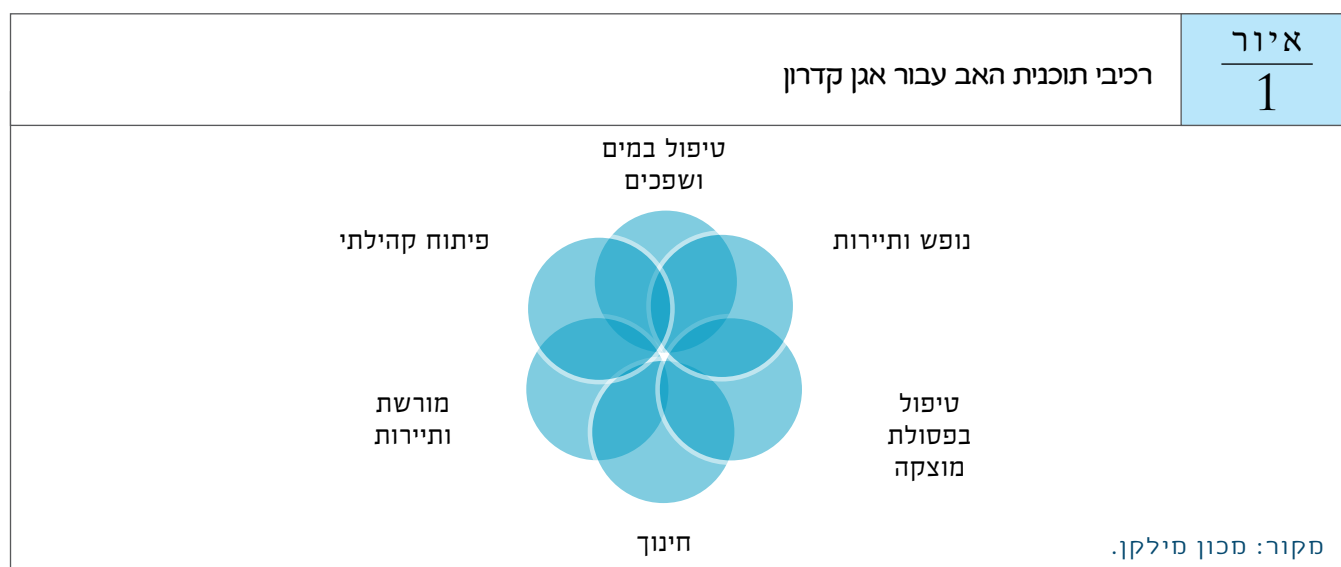 איור
1
רכיבי תוכנית האב עבור אגן קדרון
טיפול במים
ושפכים
נופש ותיירות
פיתוח קהילתי
טיפול
בפסולת
מוצקה
מורשת
ותיירות
חינוך
מקור: מכון מילקן.